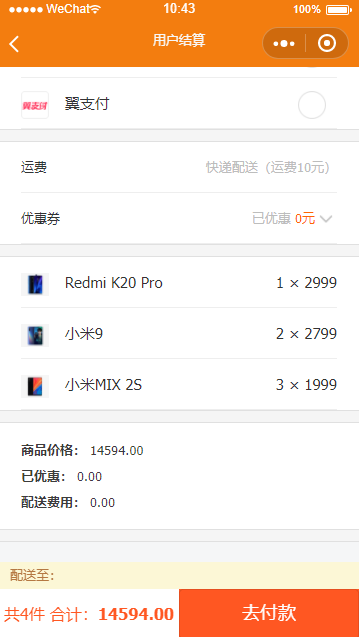 WeChat 10:43 100%
用户结算
翼支付 翼支付
运费 快递配送（运费10元）
优惠券 已优惠 0元
Redmi K20 Pro 1 × 2999
小米9 2 × 2799
小米MIX 2S 3 × 1999
商品价格： 14594.00
已优惠： 0.00
配送费用： 0.00
配送至：
共4件 合计：14594.00 去付款